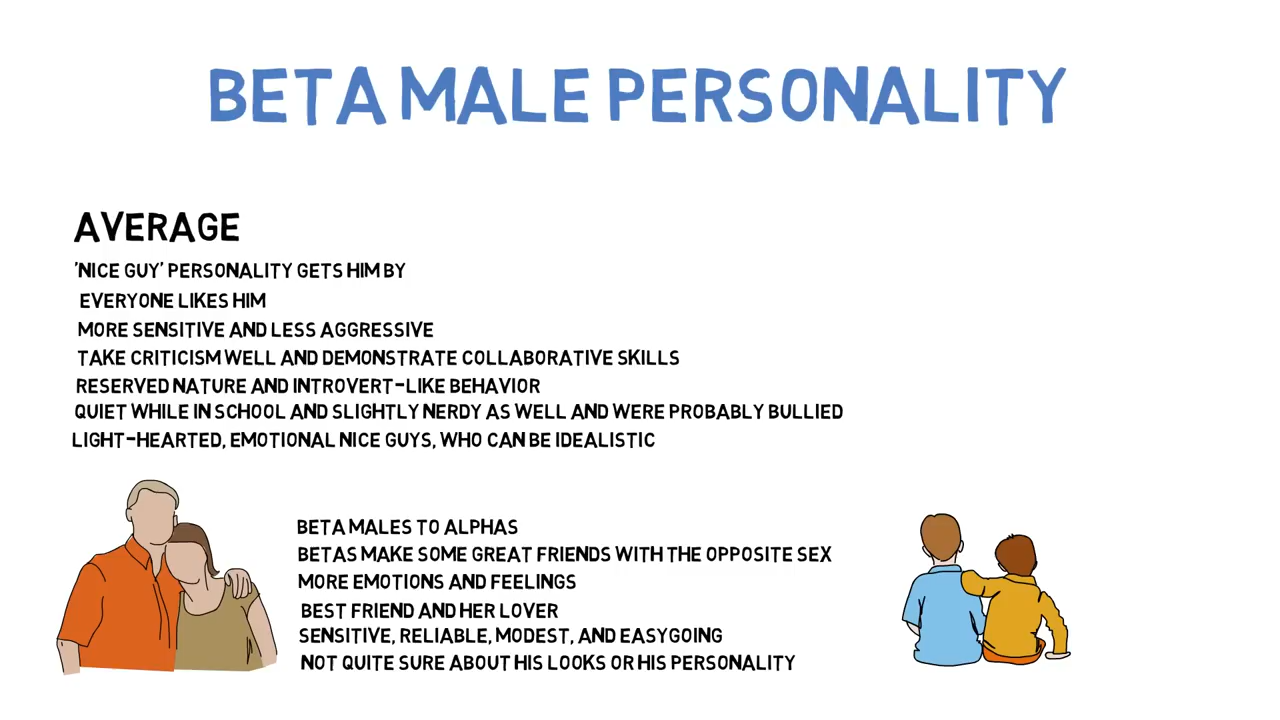 BETA MALE PERSONALITY
AVERAGE
'NICE GUY' PERSONALITY GETS HIM BY
EVERYONE LIKES HIM
MORE SENSITIVE AND LESS AGGRESSIVE
TAKE CRITICISM WELL AND DEMONSTRATE COLLABORATIVE SKILLS
RESERVED NATURE AND INTROVERT-LIKE BEHAVIOR
QUIET WHILE IN SCHOOL AND SLIGHTLY NERDY AS WELL AND WERE PROBABLY BULLIED
LIGHT-HEARTED, EMOTIONAL NICE GUYS, WHO CAN BE IDEALISTIC
BETA MALES TO ALPHAS
BETAS MAKE SOME GREAT FRIENDS WITH THE OPPOSITE SEX
MORE EMOTIONS AND FEELINGS
BEST FRIEND AND HER LOVER
SENSITIVE, RELIABLE, MODEST, AND EASYGOING
NOT QUITE SURE ABOUT HIS LOOKS OR HIS PERSONALITY